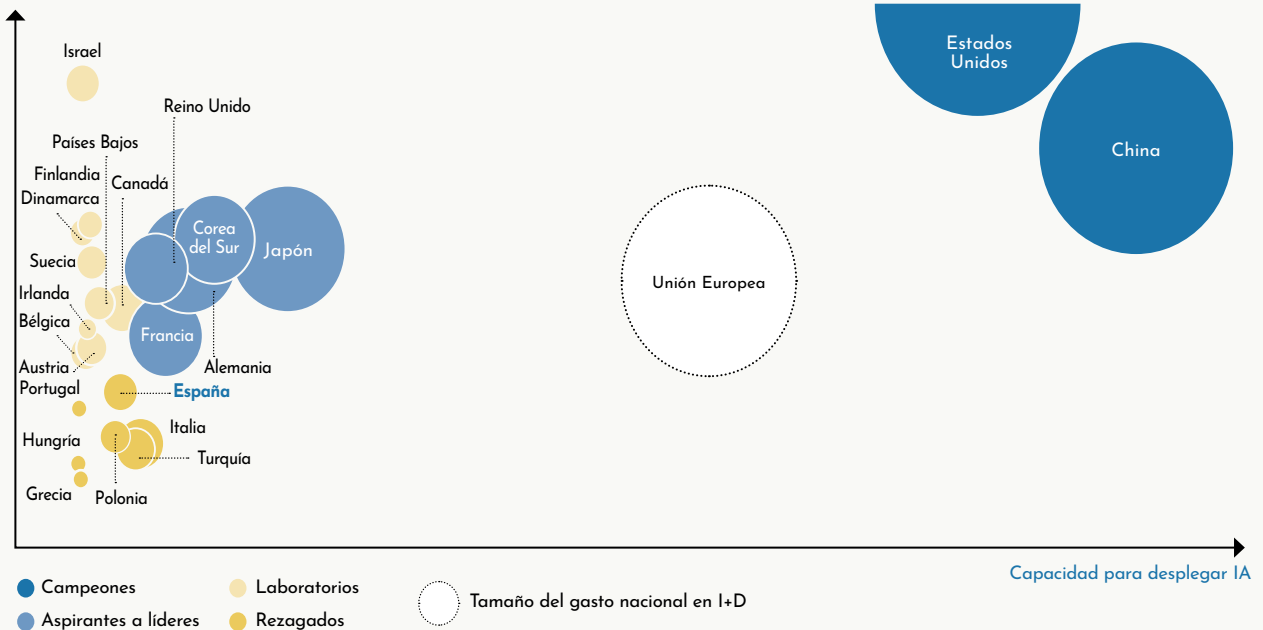 Israel
Reino Unido
Países Bajos
Finlandia
Canadá
Dinamarca
Corea
del Sur
Japón
Suecia
Irlanda
Bélgica
Francia
Austria
Alemania
Portugal
España
Italia
Hungría
Turquía
Grecia
Polonia
Estados
Unidos
China
Unión Europea
Capacidad para desplegar IA
Campeones
Laboratorios
Tamaño del gasto nacional en I+D
Aspirantes a líderes
Rezagados